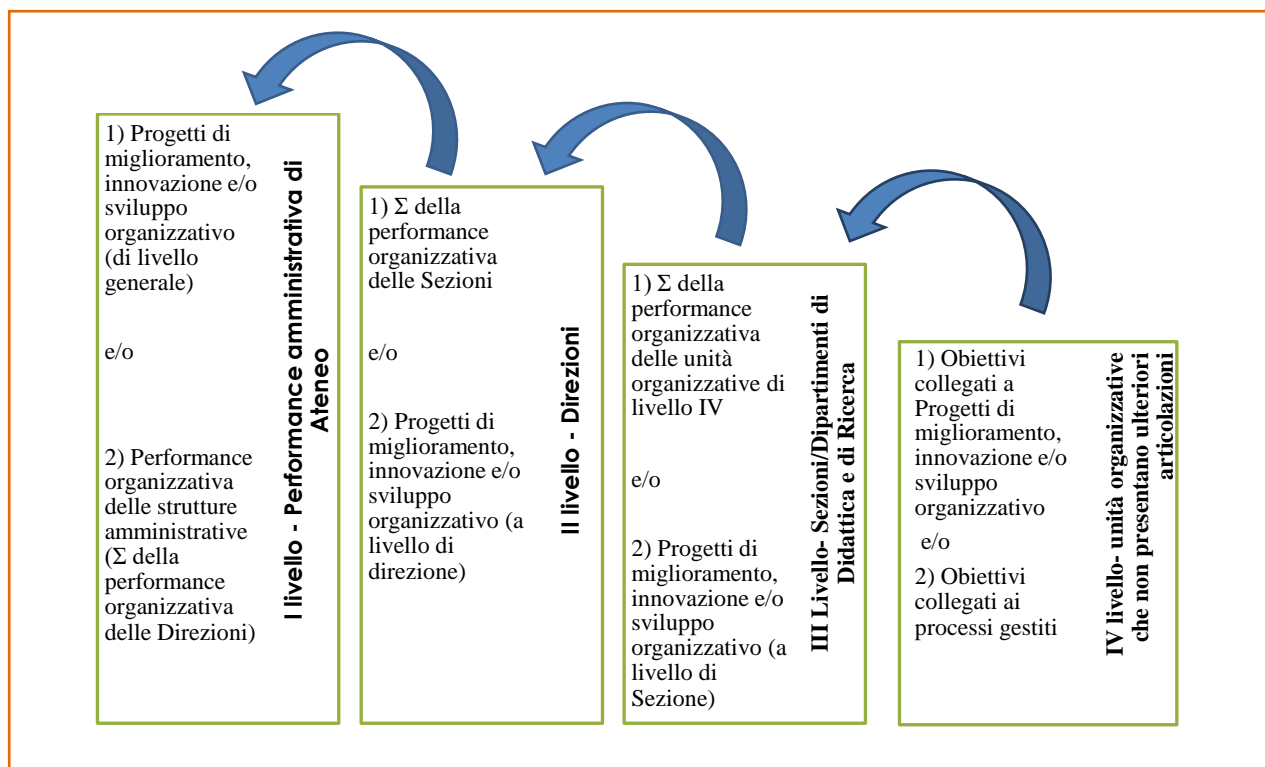 1) Progetti di
miglioramento,
innovazione e/o
sviluppo
organizzativo
(di livello
generale)
e/o
2) Performance
organizzativa
delle strutture
amministrative
(Σ della
performance
organizzativa
delle Direzioni)
I livello - Performance amministrativa di
Ateneo
1) Σ della
performance
organizzativa
delle Sezioni
e/o
2) Progetti di
miglioramento,
innovazione e/o
sviluppo
organizzativo (a
livello di
direzione)
II livello - Direzioni
1) Σ della
performance
organizzativa
delle unità
organizzative di
livello IV
e/o
2) Progetti di
miglioramento,
innovazione e/o
sviluppo
organizzativo (a
livello di
Sezione)
III Livello- Sezioni/Dipartimenti di
Didattica e di Ricerca
1) Obiettivi
collegati a
Progetti di
miglioramento,
innovazione e/o
sviluppo
organizzativo
e/o
2) Obiettivi
collegati ai
processi gestiti
IV livello- unità organizzative
che non presentano ulteriori
articolazioni